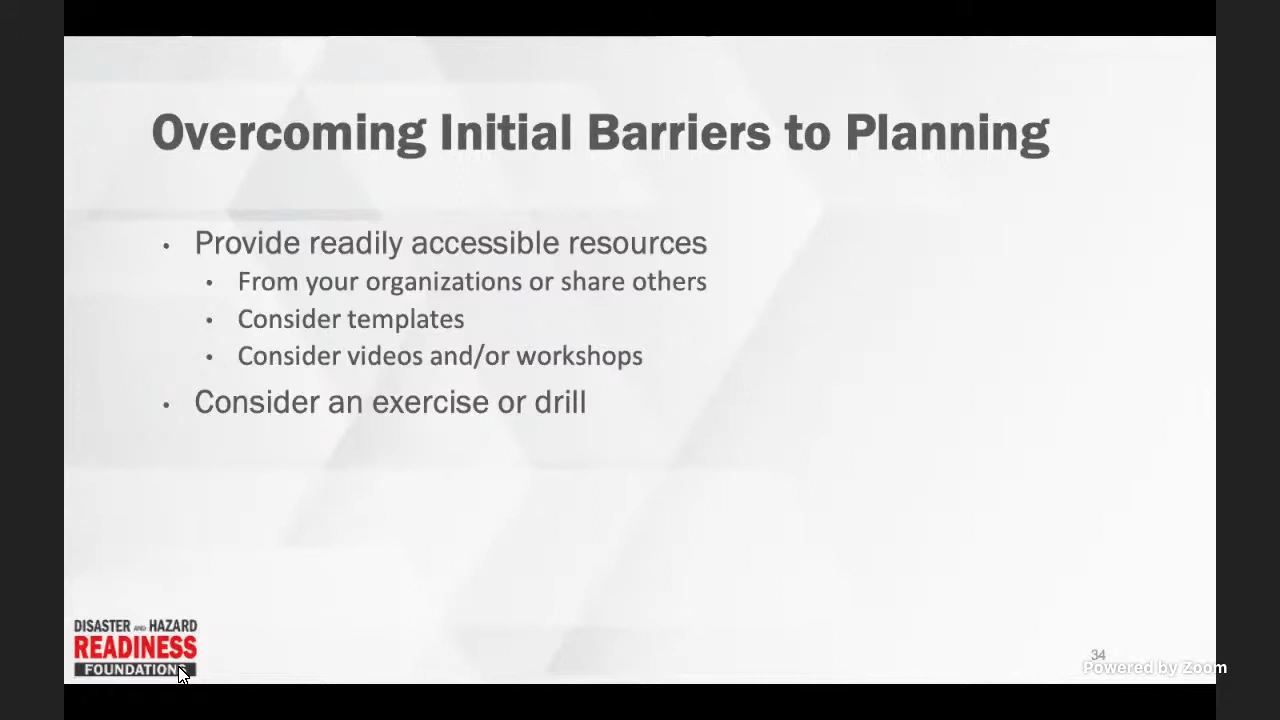 Overcoming Initial Barriers to Planning
• Provide readily accessible resources
• From your organizations or share others
• Consider templates
• Consider videos and/or workshops
• Consider an exercise or drill
DISASTER AND HAZARD
READINESS
FOUNDATIONS
34
Powered by Zoom